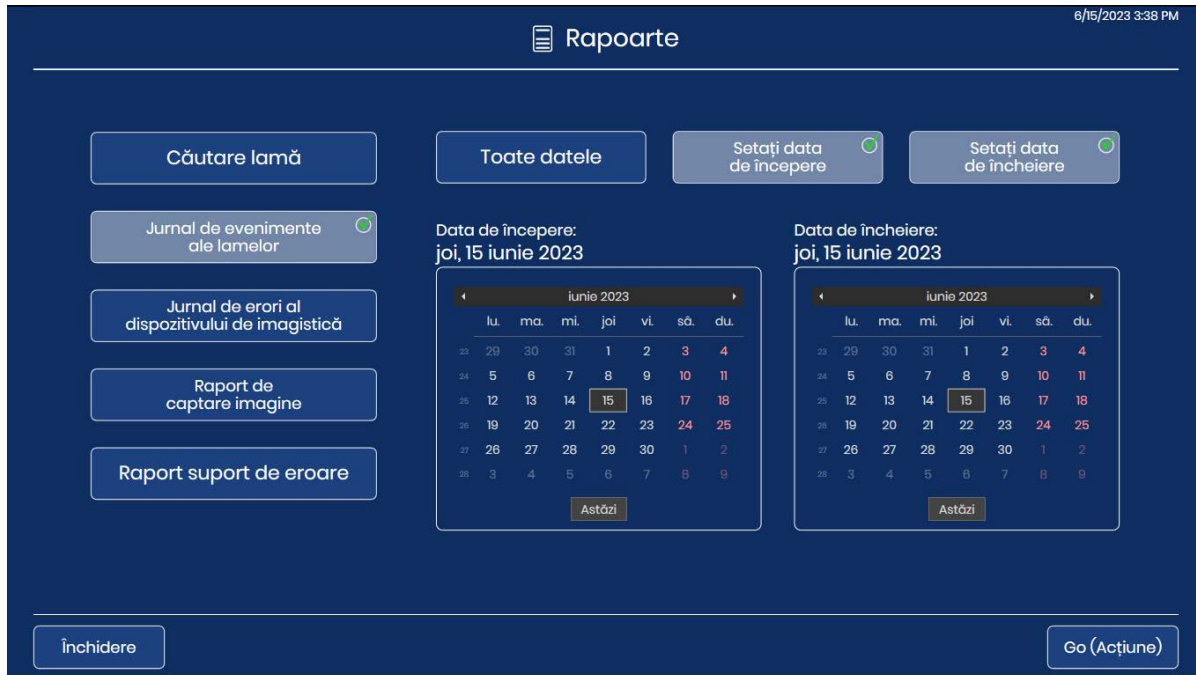 6/15/2023 3:38 PM
Rapoarte
Căutare lamă
Toate datele
Setați data
de începere
Setați data
de încheiere
Jurnal de evenimente
ale lamelor
Jurnal de erori al
dispozitivului de imagistică
Raport de
captare imagine
Raport suport de eroare
Data de începere:
joi, 15 iunie 2023
iunie 2023
lu. ma. mi. joi vi. sâ. du.
23 29 30 31 1 2 3 4
24 5 6 7 8 9 10 11
25 12 13 14 15 16 17 18
26 19 20 21 22 23 24 25
27 26 27 28 29 30 1 2
28 3 4 5 6 7 8 9
Astăzi
Data de încheiere:
joi, 15 iunie 2023
iunie 2023
lu. ma. mi. joi vi. sâ. du.
23 29 30 31 1 2 3 4
24 5 6 7 8 9 10 11
25 12 13 14 15 16 17 18
26 19 20 21 22 23 24 25
27 26 27 28 29 30 1 2
28 3 4 5 6 7 8 9
Astăzi
Închidere
Go (Acțiune)